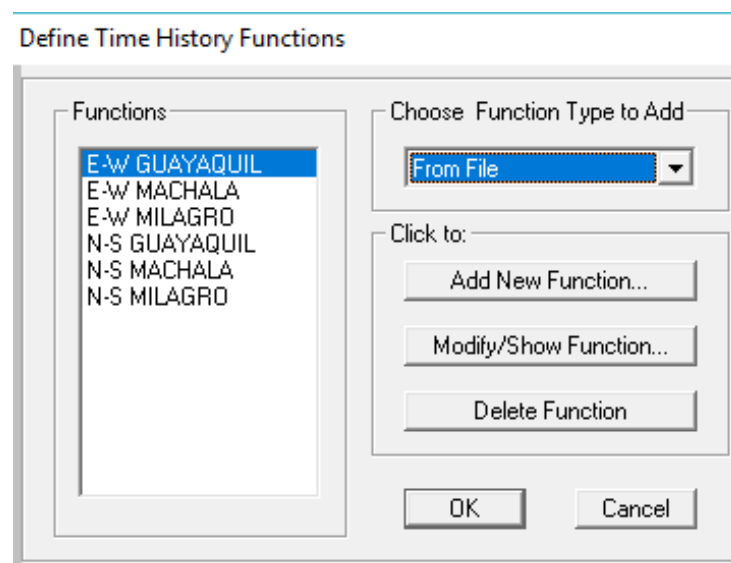 Define Time History Functions
Functions
E-W GUAYAQUIL
E-W MACHALA
E-W MILAGRO
N-S GUAYAQUIL
N-S MACHALA
N-S MILAGRO
Choose Function Type to Add
From File
Click to:
Add New Function...
Modify/Show Function...
Delete Function
OK
Cancel